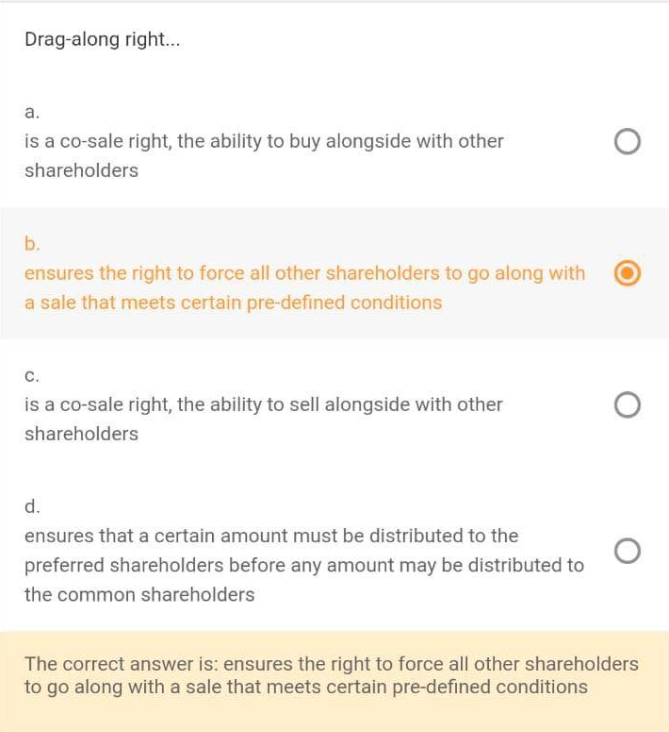 Drag-along right...
a.
is a co-sale right, the ability to buy alongside with other
shareholders
b.
ensures the right to force all other shareholders to go along with
a sale that meets certain pre-defined conditions
c.
is a co-sale right, the ability to sell alongside with other
shareholders
d.
ensures that a certain amount must be distributed to the
preferred shareholders before any amount may be distributed to
the common shareholders
The correct answer is: ensures the right to force all other shareholders
to go along with a sale that meets certain pre-defined conditions